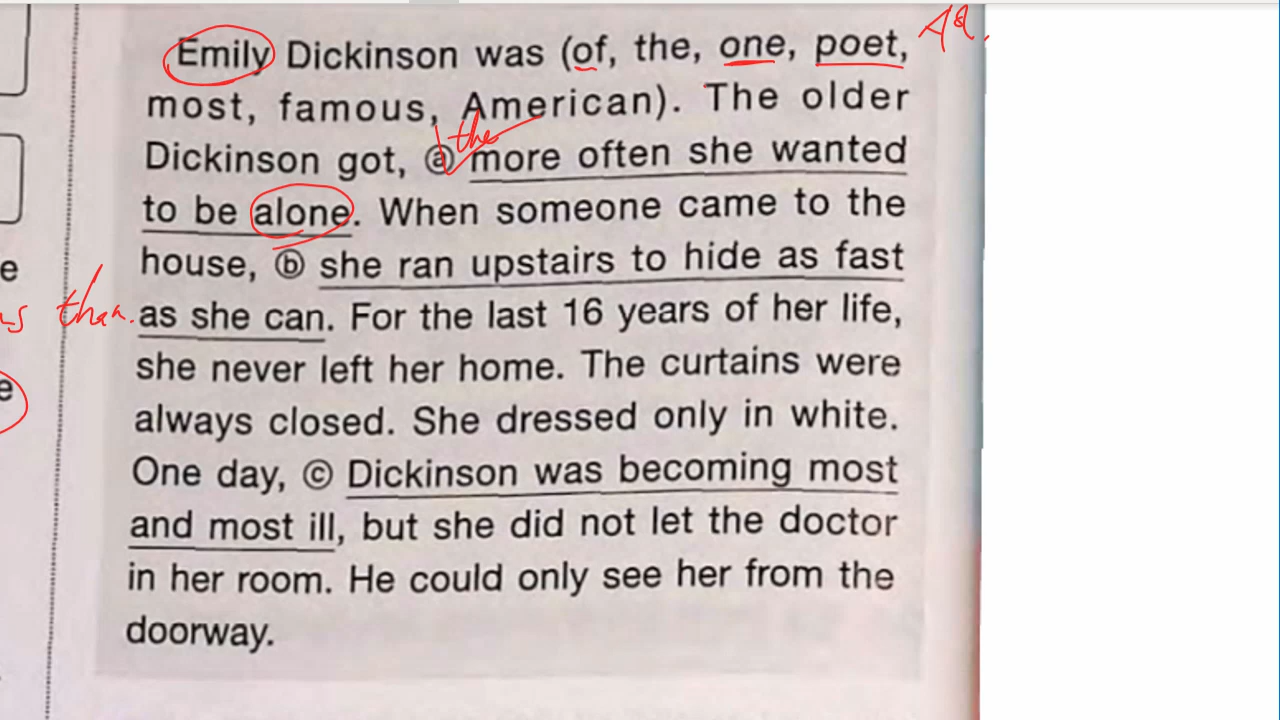 Emily Dickinson was (of, the, one, poet,
most, famous, American). The older
the
Dickinson got, ⓐ more often she wanted
to be alone. When someone came to the
house, ⓑ she ran upstairs to hide as fast
e
than. as she can. For the last 16 years of her life,
she never left her home. The curtains were
e
always closed. She dressed only in white.
One day, ⓒ Dickinson was becoming most
and most ill, but she did not let the doctor
in her room. He could only see her from the
doorway.